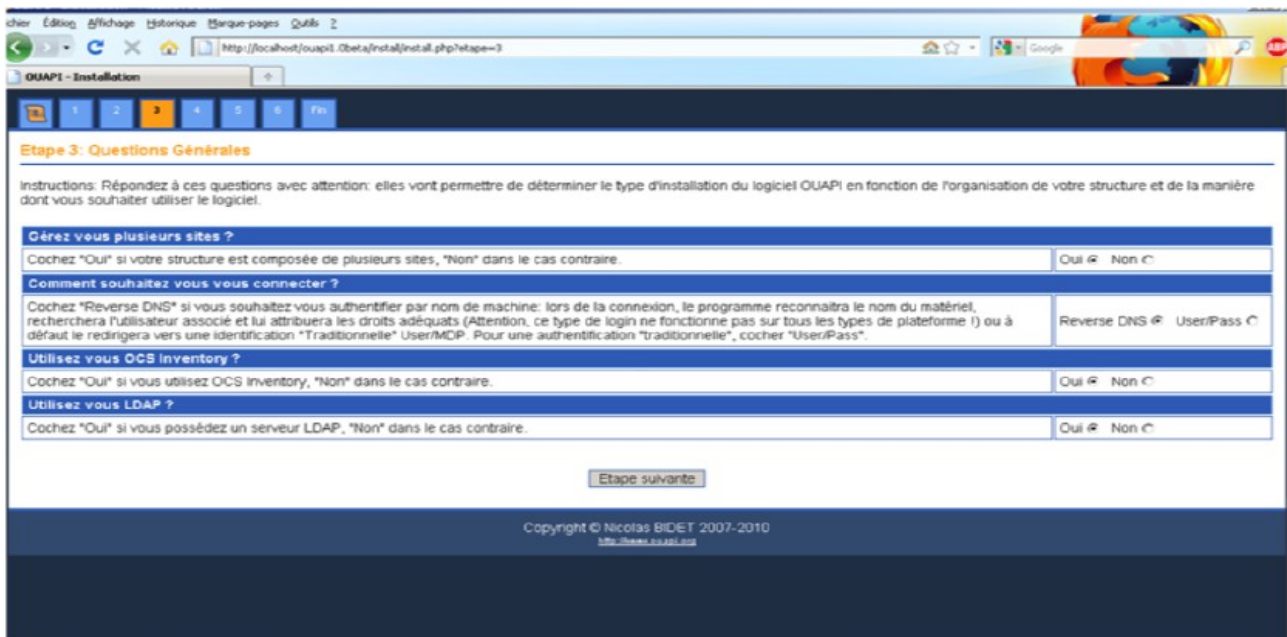 chier Édition Affichage Historique Marque-pages Outils ?
http://localhost/ouapi1.0beta/install/install.php?etape=3
Google
ABP
OUAPI - Installation
1 2 3 4 5 6 Fin
Etape 3: Questions Générales
Instructions: Répondez à ces questions avec attention: elles vont permettre de déterminer le type d'installation du logiciel OUAPI en fonction de l'organisation de votre structure et de la manière
dont vous souhaiter utiliser le logiciel.
Gérez vous plusieurs sites ?
Cochez "Oui" si votre structure est composée de plusieurs sites, "Non" dans le cas contraire. Oui Non
Comment souhaitez vous vous connecter ?
Cochez "Reverse DNS" si vous souhaitez vous authentifier par nom de machine: lors de la connexion, le programme reconnaitra le nom du matériel,
recherchera l'utilisateur associé et lui attribuera les droits adéquats (Attention, ce type de login ne fonctionne pas sur tous les types de plateforme !) ou à
défaut le redirigera vers une identification "Traditionnelle" User/MDP. Pour une authentification "traditionnelle", cocher "User/Pass".
Reverse DNS User/Pass
Utilisez vous OCS Inventory ?
Cochez "Oui" si vous utilisez OCS Inventory, "Non" dans le cas contraire. Oui Non
Utilisez vous LDAP ?
Cochez "Oui" si vous possédez un serveur LDAP, "Non" dans le cas contraire. Oui Non
Etape suivante
Copyright © Nicolas BIDET 2007-2010
http://www.ouapi.org